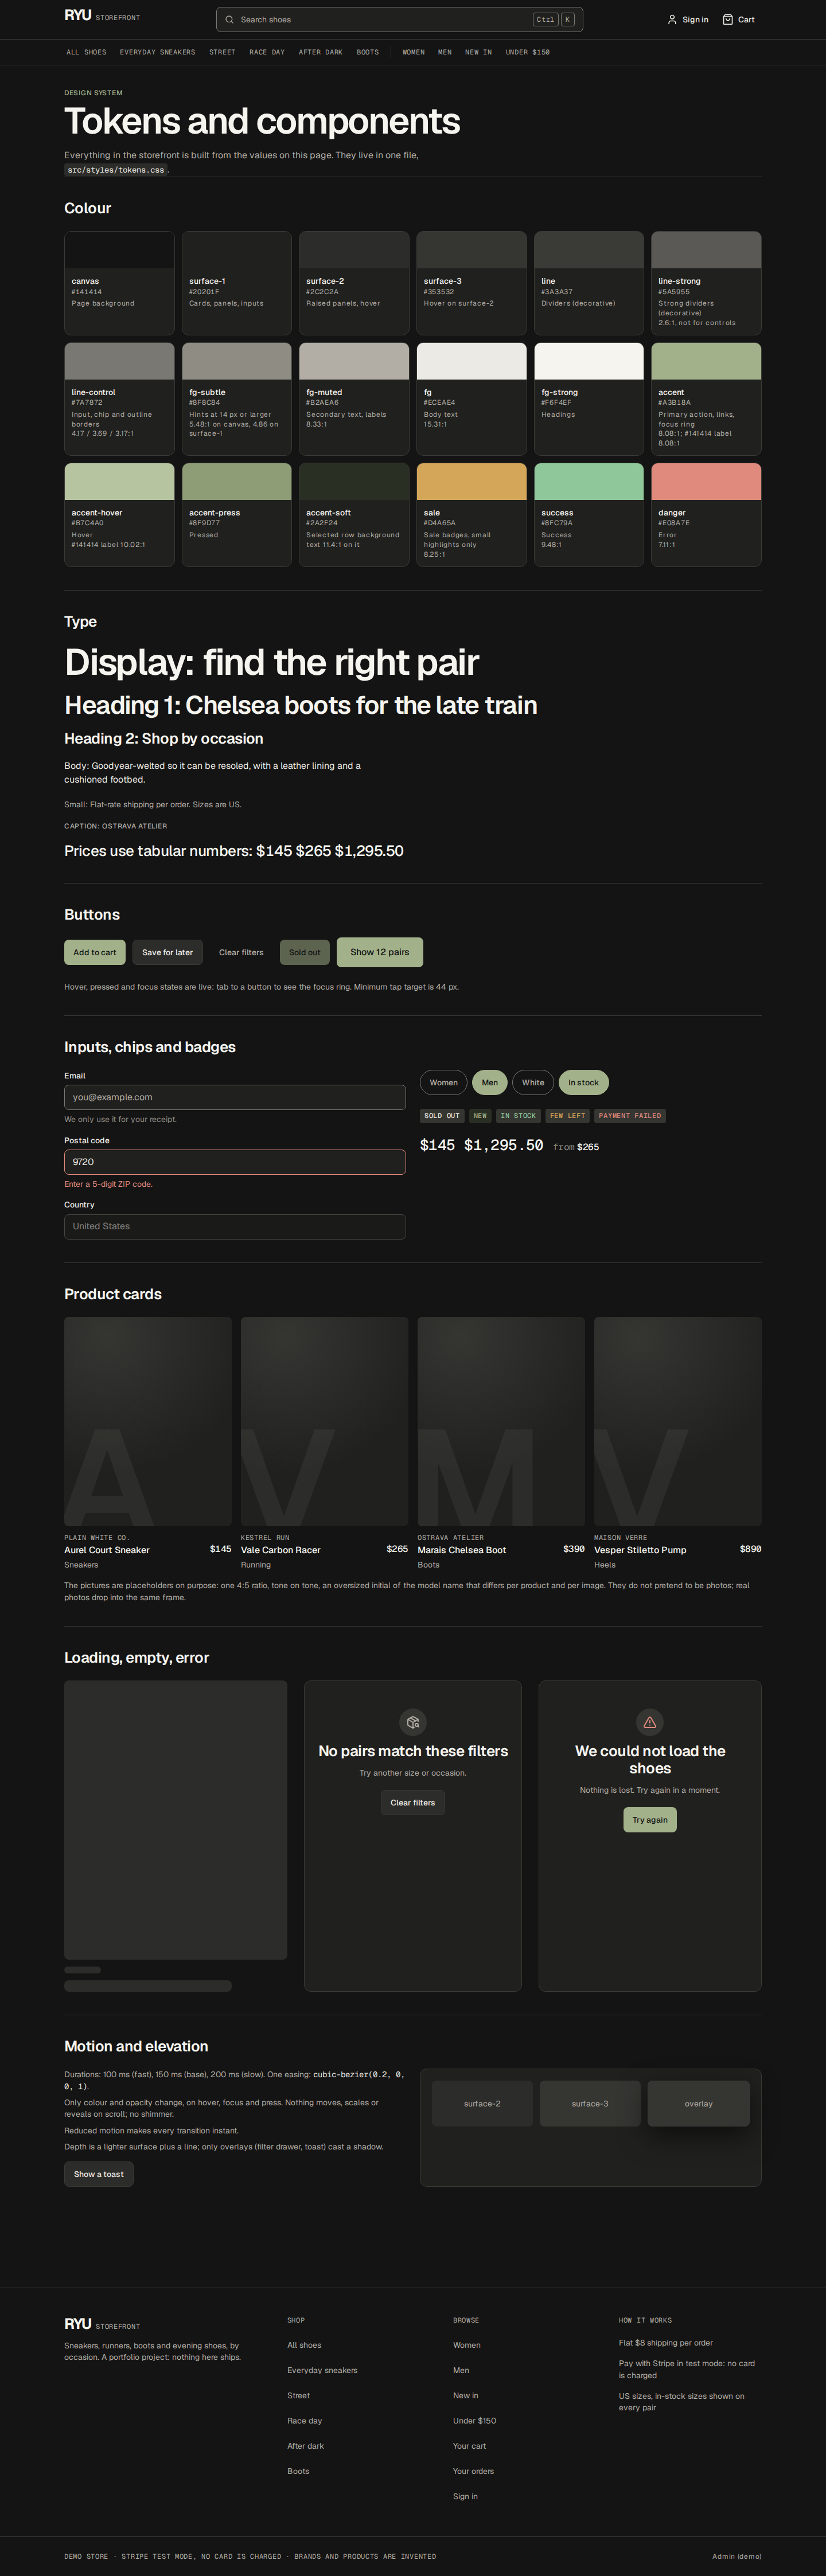 RYU STOREFRONT
Search shoes
Ctrl K
Sign in
Cart
ALL SHOES EVERYDAY SNEAKERS STREET RACE DAY AFTER DARK BOOTS WOMEN MEN NEW IN UNDER $150
DESIGN SYSTEM
Tokens and components
Everything in the storefront is built from the values on this page. They live in one file,
src/styles/tokens.css.
Colour
canvas
#141414
Page background
surface-1
#20201F
Cards, panels, inputs
surface-2
#2C2C2A
Raised panels, hover
surface-3
#353532
Hover on surface-2
line
#3A3A37
Dividers (decorative)
line-strong
#5A5955
Strong dividers
(decorative)
2.6:1, not for controls
line-control
#7A7872
Input, chip and outline
borders
4.17 / 3.69 / 3.17:1
fg-subtle
#8F8C84
Hints at 14 px or larger
5.48:1 on canvas, 4.86 on
surface-1
fg-muted
#B2AEA6
Secondary text, labels
8.33:1
fg
#ECEAE4
Body text
15.31:1
fg-strong
#F6F4EF
Headings
accent
#A3B18A
Primary action, links,
focus ring
8.08:1; #141414 label
8.08:1
accent-hover
#B7C4A0
Hover
#141414 label 10.02:1
accent-press
#8F9D77
Pressed
accent-soft
#2A2F24
Selected row background
text 11.4:1 on it
sale
#D4A65A
Sale badges, small
highlights only
8.25:1
success
#8FC79A
Success
9.48:1
danger
#E08A7E
Error
7.11:1
Type
Display: find the right pair
Heading 1: Chelsea boots for the late train
Heading 2: Shop by occasion
Body: Goodyear-welted so it can be resoled, with a leather lining and a
cushioned footbed.
Small: Flat-rate shipping per order. Sizes are US.
CAPTION: OSTRAVA ATELIER
Prices use tabular numbers: $145 $265 $1,295.50
Buttons
Add to cart
Save for later
Clear filters
Sold out
Show 12 pairs
Hover, pressed and focus states are live: tab to a button to see the focus ring. Minimum tap target is 44 px.
Inputs, chips and badges
Email
you@example.com
We only use it for your receipt.
Postal code
9720
Enter a 5-digit ZIP code.
Country
United States
Women
Men
White
In stock
SOLD OUT
NEW
IN STOCK
FEW LEFT
PAYMENT FAILED
$145 $1,295.50 from $265
Product cards
A
V
M
V
PLAIN WHITE CO.
Aurel Court Sneaker $145
Sneakers
KESTREL RUN
Vale Carbon Racer $265
Running
OSTRAVA ATELIER
Marais Chelsea Boot $390
Boots
MAISON VERRE
Vesper Stiletto Pump $890
Heels
The pictures are placeholders on purpose: one 4:5 ratio, tone on tone, an oversized initial of the model name that differs per product and per image. They do not pretend to be photos; real
photos drop into the same frame.
Loading, empty, error
No pairs match these filters
Try another size or occasion.
Clear filters
We could not load the
shoes
Nothing is lost. Try again in a moment.
Try again
Motion and elevation
Durations: 100 ms (fast), 150 ms (base), 200 ms (slow). One easing: cubic-bezier(0.2, 0,
0, 1).
Only colour and opacity change, on hover, focus and press. Nothing moves, scales or
reveals on scroll; no shimmer.
Reduced motion makes every transition instant.
Depth is a lighter surface plus a line; only overlays (filter drawer, toast) cast a shadow.
Show a toast
surface-2
surface-3
overlay
RYU STOREFRONT
Sneakers, runners, boots and evening shoes, by
occasion. A portfolio project: nothing here ships.
SHOP
All shoes
Everyday sneakers
Street
Race day
After dark
Boots
BROWSE
Women
Men
New in
Under $150
Your cart
Your orders
Sign in
HOW IT WORKS
Flat $8 shipping per order
Pay with Stripe in test mode: no card
is charged
US sizes, in-stock sizes shown on
every pair
DEMO STORE · STRIPE TEST MODE, NO CARD IS CHARGED · BRANDS AND PRODUCTS ARE INVENTED
Admin (demo)